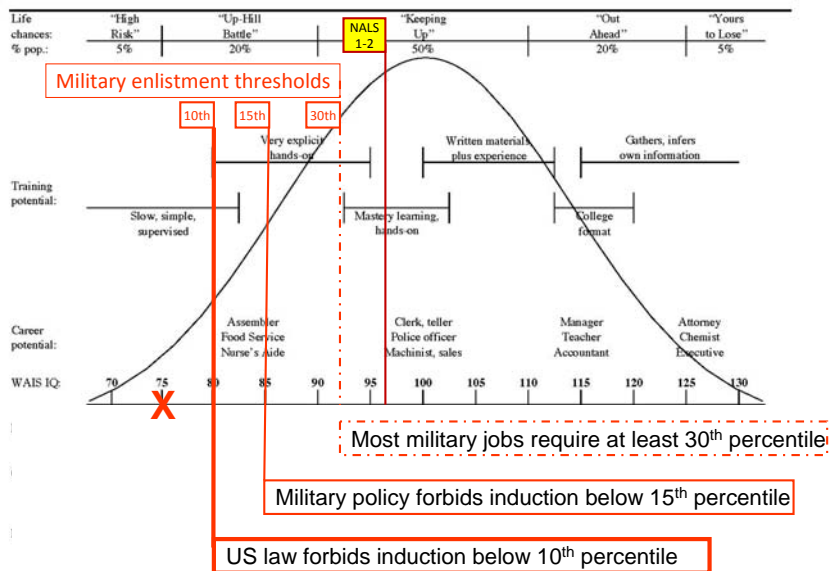 Life chances: "High Risk" "Up-Hill Battle" NALS 1-2 "Keeping Up" "Out Ahead" "Yours to Lose"
% pop.: 5% 20% 50% 20% 5%
Military enlistment thresholds
10th 15th 30th
Very explicit hands-on
Written materials plus experience
Gathers, infers own information
Training potential:
Slow, simple, supervised
Mastery learning, hands-on
College format
Career potential:
Assembler
Food Service
Nurse's Aide
Clerk, teller
Police officer
Machinist, sales
Manager
Teacher
Accountant
Attorney
Chemist
Executive
WAIS IQ: 70 75 80 85 90 95 100 105 110 115 120 125 130
X
Most military jobs require at least 30th percentile
Military policy forbids induction below 15th percentile
US law forbids induction below 10th percentile